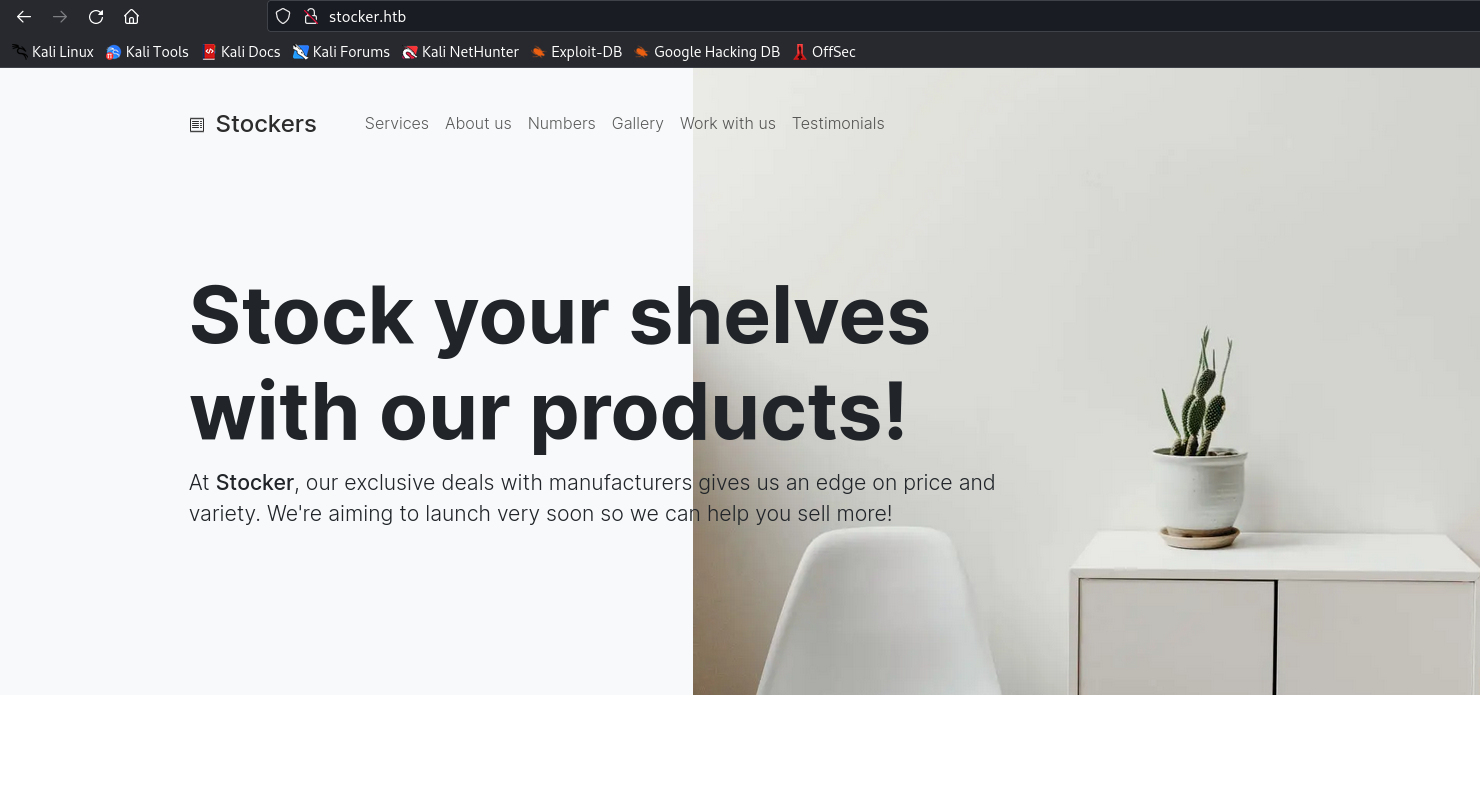 stocker.htb
Kali Linux Kali Tools Kali Docs Kali Forums Kali NetHunter Exploit-DB Google Hacking DB OffSec
Stockers Services About us Numbers Gallery Work with us Testimonials
Stock your shelves
with our products!
At Stocker, our exclusive deals with manufacturers gives us an edge on price and
variety. We're aiming to launch very soon so we can help you sell more!